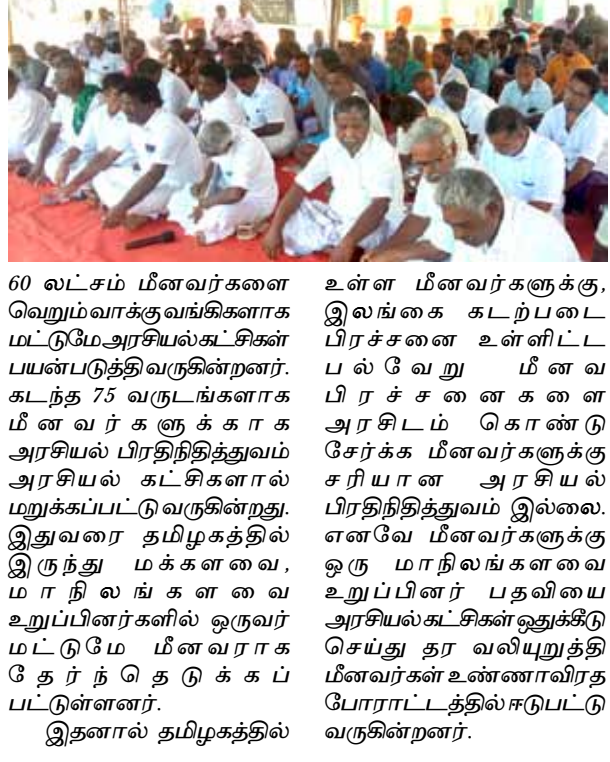 60 லட்சம் மீனவர்களை
வெறும் வாக்கு வங்கிகளாக
மட்டுமே அரசியல் கட்சிகள்
பயன்படுத்தி வருகின்றனர்.
கடந்த 75 வருடங்களாக
மீனவர்களுக்காக
அரசியல் பிரதிநிதித்துவம்
அரசியல் கட்சிகளால்
மறுக்கப்பட்டு வருகின்றது.
இதுவரை தமிழகத்தில்
இருந்து மக்களவை,
மாநிலங்களவை
உறுப்பினர்களில் ஒருவர்
மட்டுமே மீனவராக
தேர்ந்தெடுக்கப்
பட்டுள்ளனர்.
இதனால் தமிழகத்தில்
உள்ள மீனவர்களுக்கு,
இலங்கை கடற்படை
பிரச்சனை உள்ளிட்ட
பல்வேறு மீனவ
பிரச்சனைகளை
அரசிடம் கொண்டு
சேர்க்க மீனவர்களுக்கு
சரியான அரசியல்
பிரதிநிதித்துவம் இல்லை.
எனவே மீனவர்களுக்கு
ஒரு மாநிலங்களவை
உறுப்பினர் பதவியை
அரசியல் கட்சிகள் ஒதுக்கீடு
செய்து தர வலியுறுத்தி
மீனவர்கள் உண்ணாவிரத
போராட்டத்தில் ஈடுபட்டு
வருகின்றனர்.